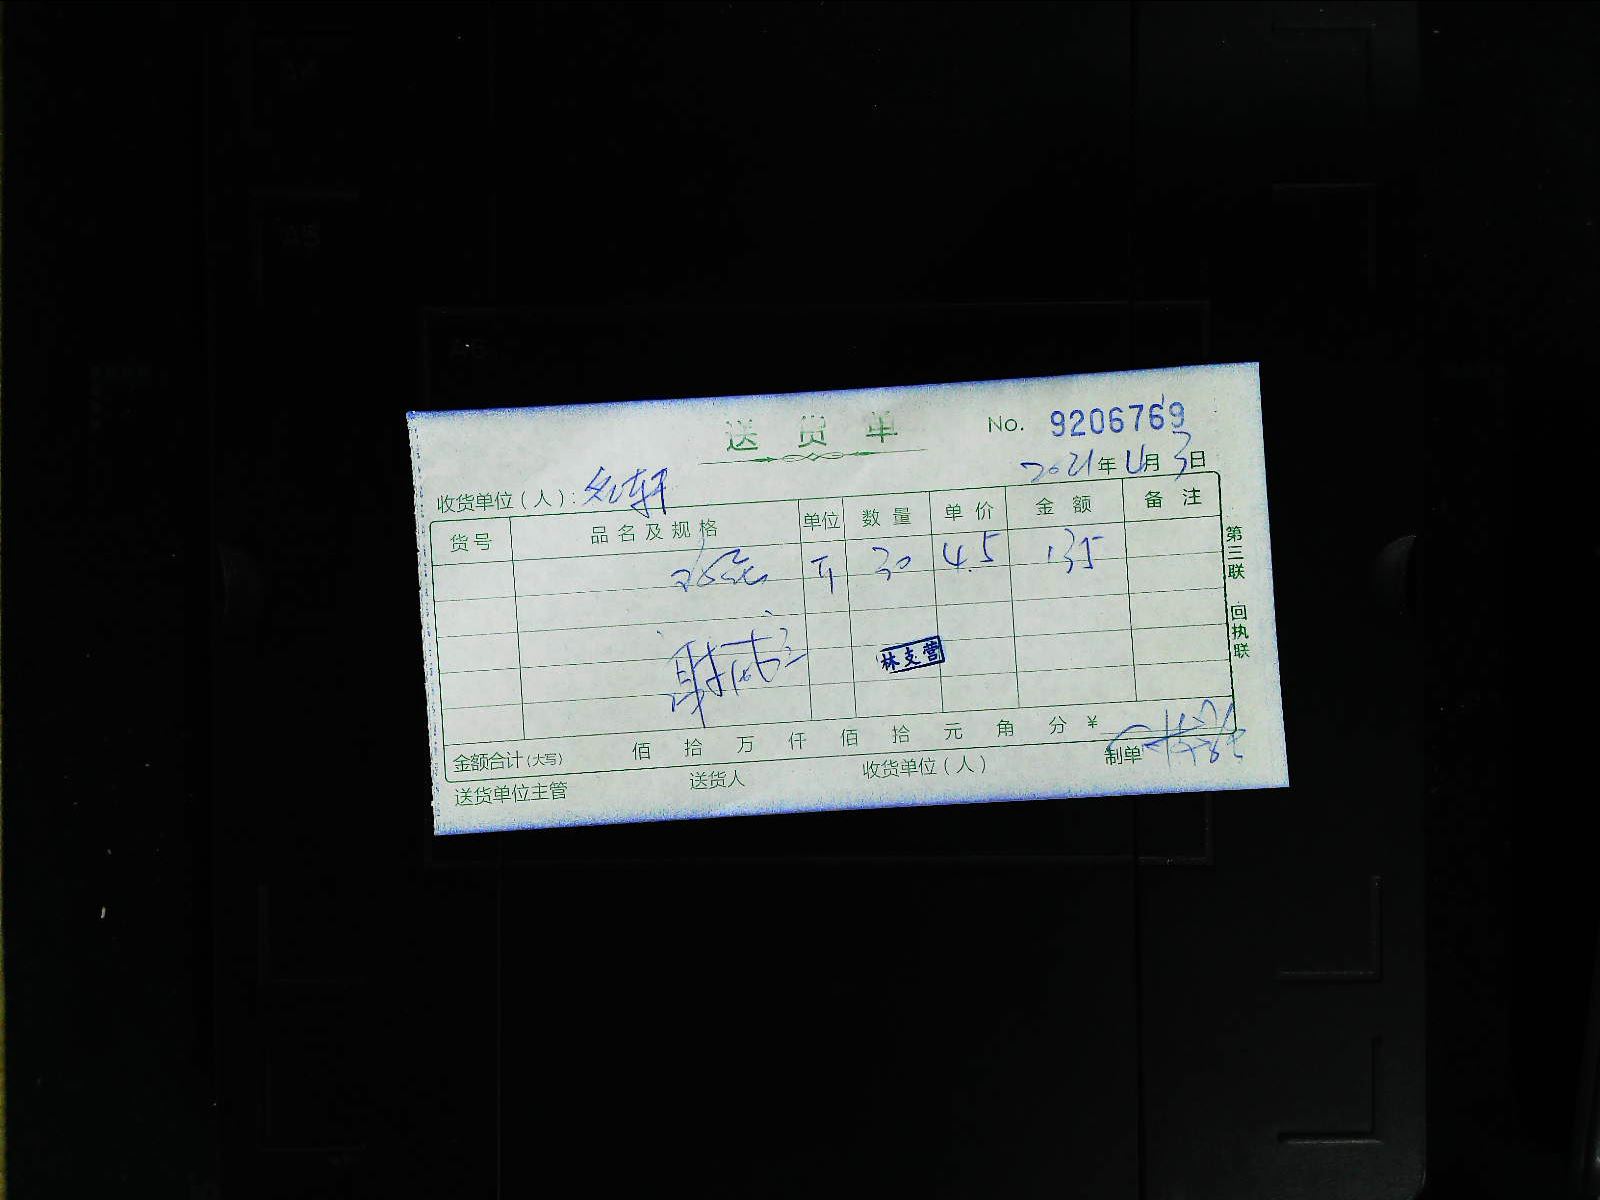 送 货 单 No. 9206769
2021年4月3日
收货单位（人）：
货号 品名及规格 单位 数量 单价 金额 备注
30 4.5 135
林支营
金额合计(大写) 佰 拾 万 仟 佰 拾 元 角 分 ¥
送货单位主管 送货人 收货单位（人） 制单
第三联 回执联